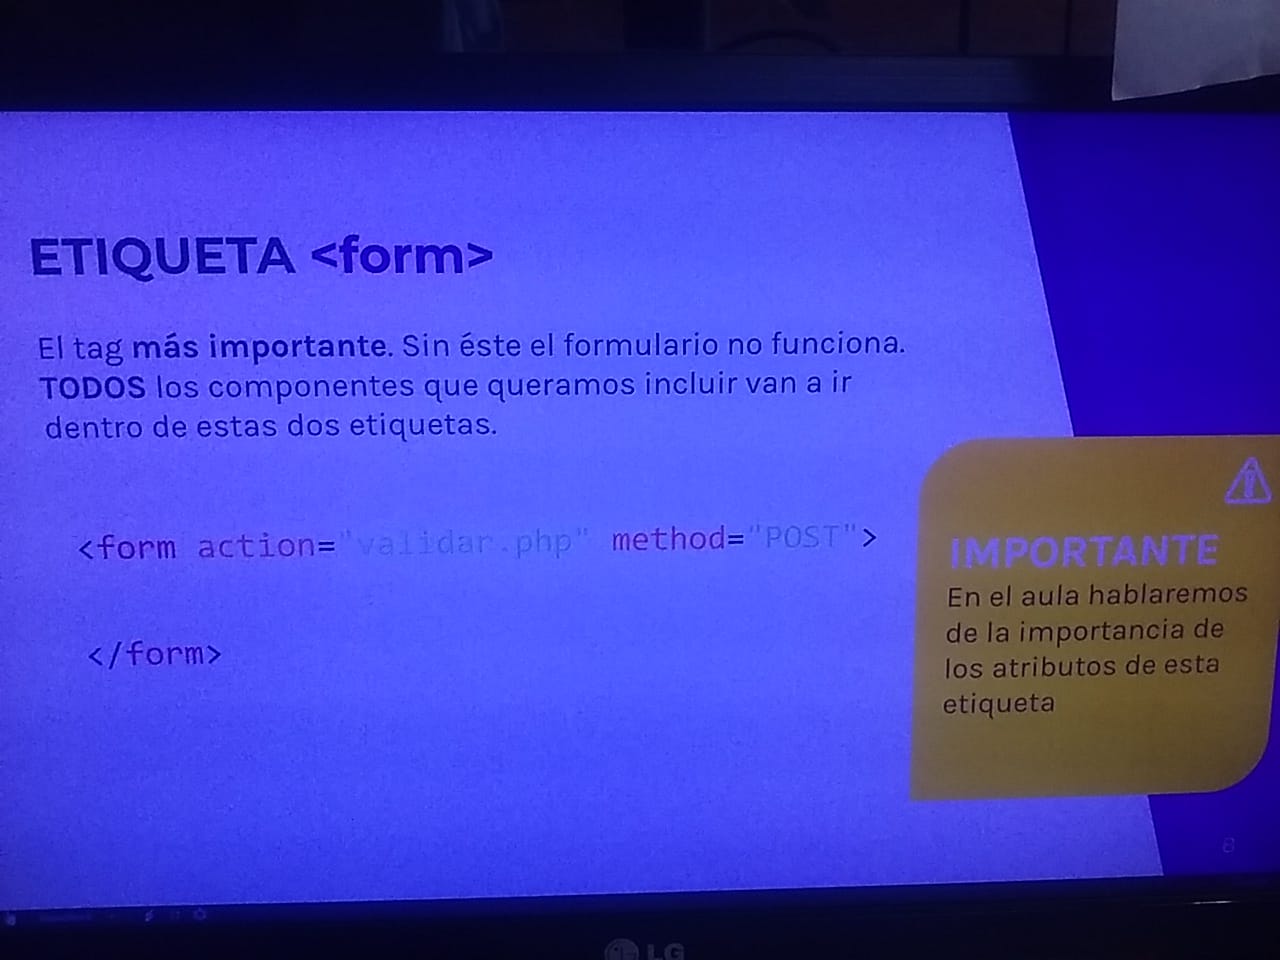 ETIQUETA <form>
El tag más importante. Sin éste el formulario no funciona.
TODOS los componentes que queramos incluir van a ir
dentro de estas dos etiquetas.
<form action="validar.php" method="POST">
</form>
IMPORTANTE
En el aula hablaremos
de la importancia de
los atributos de esta
etiqueta
LG